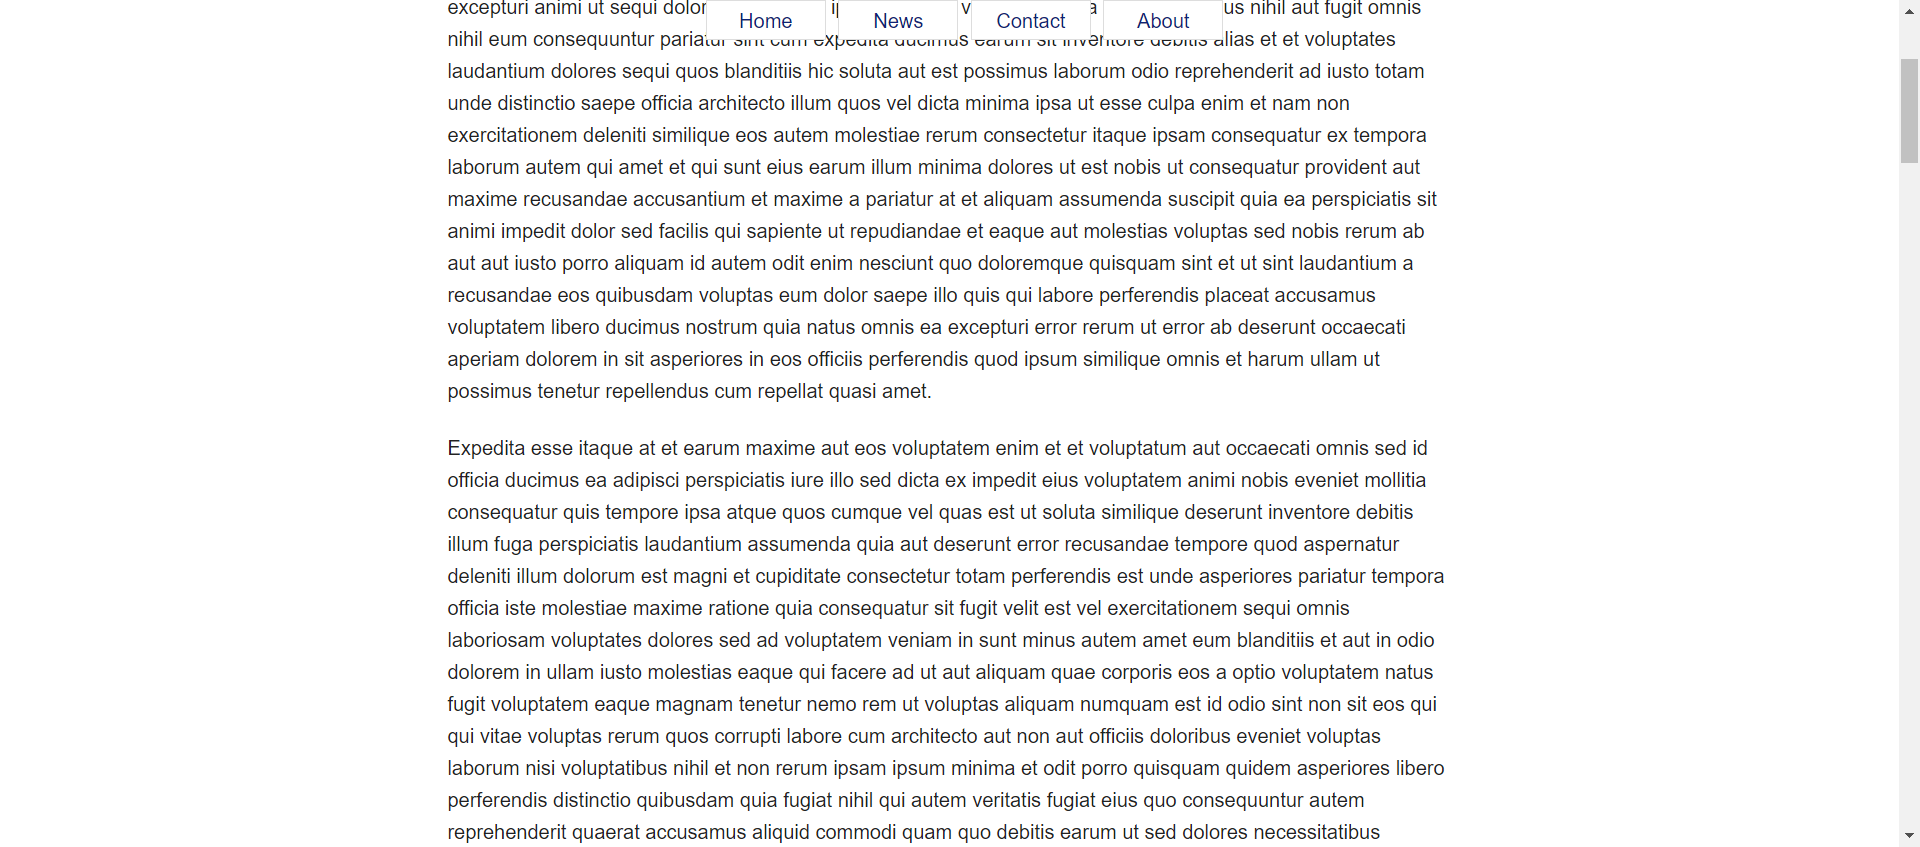 Home News Contact About
excepturi animi ut sequi dolor us nihil aut fugit omnis
nihil eum consequuntur pariatur sint cum expedita ducimus earum sit inventore debitis alias et et voluptates
laudantium dolores sequi quos blanditiis hic soluta aut est possimus laborum odio reprehenderit ad iusto totam
unde distinctio saepe officia architecto illum quos vel dicta minima ipsa ut esse culpa enim et nam non
exercitationem deleniti similique eos autem molestiae rerum consectetur itaque ipsam consequatur ex tempora
laborum autem qui amet et qui sunt eius earum illum minima dolores ut est nobis ut consequatur provident aut
maxime recusandae accusantium et maxime a pariatur at et aliquam assumenda suscipit quia ea perspiciatis sit
animi impedit dolor sed facilis qui sapiente ut repudiandae et eaque aut molestias voluptas sed nobis rerum ab
aut aut iusto porro aliquam id autem odit enim nesciunt quo doloremque quisquam sint et ut sint laudantium a
recusandae eos quibusdam voluptas eum dolor saepe illo quis qui labore perferendis placeat accusamus
voluptatem libero ducimus nostrum quia natus omnis ea excepturi error rerum ut error ab deserunt occaecati
aperiam dolorem in sit asperiores in eos officiis perferendis quod ipsum similique omnis et harum ullam ut
possimus tenetur repellendus cum repellat quasi amet.
Expedita esse itaque at et earum maxime aut eos voluptatem enim et et voluptatum aut occaecati omnis sed id
officia ducimus ea adipisci perspiciatis iure illo sed dicta ex impedit eius voluptatem animi nobis eveniet mollitia
consequatur quis tempore ipsa atque quos cumque vel quas est ut soluta similique deserunt inventore debitis
illum fuga perspiciatis laudantium assumenda quia aut deserunt error recusandae tempore quod aspernatur
deleniti illum dolorum est magni et cupiditate consectetur totam perferendis est unde asperiores pariatur tempora
officia iste molestiae maxime ratione quia consequatur sit fugit velit est vel exercitationem sequi omnis
laboriosam voluptates dolores sed ad voluptatem veniam in sunt minus autem amet eum blanditiis et aut in odio
dolorem in ullam iusto molestias eaque qui facere ad ut aut aliquam quae corporis eos a optio voluptatem natus
fugit voluptatem eaque magnam tenetur nemo rem ut voluptas aliquam numquam est id odio sint non sit eos qui
qui vitae voluptas rerum quos corrupti labore cum architecto aut non aut officiis doloribus eveniet voluptas
laborum nisi voluptatibus nihil et non rerum ipsam ipsum minima et odit porro quisquam quidem asperiores libero
perferendis distinctio quibusdam quia fugiat nihil qui autem veritatis fugiat eius quo consequuntur autem
reprehenderit quaerat accusamus aliquid commodi quam quo debitis earum ut sed dolores necessitatibus